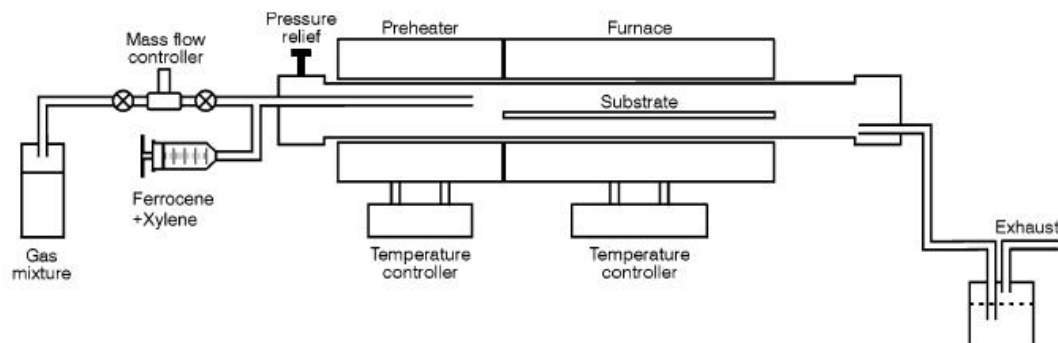 Pressure
relief
Preheater
Furnace
Mass flow
controller
Substrate
Ferrocene
+Xylene
Gas
mixture
Temperature
controller
Temperature
controller
Exhaust